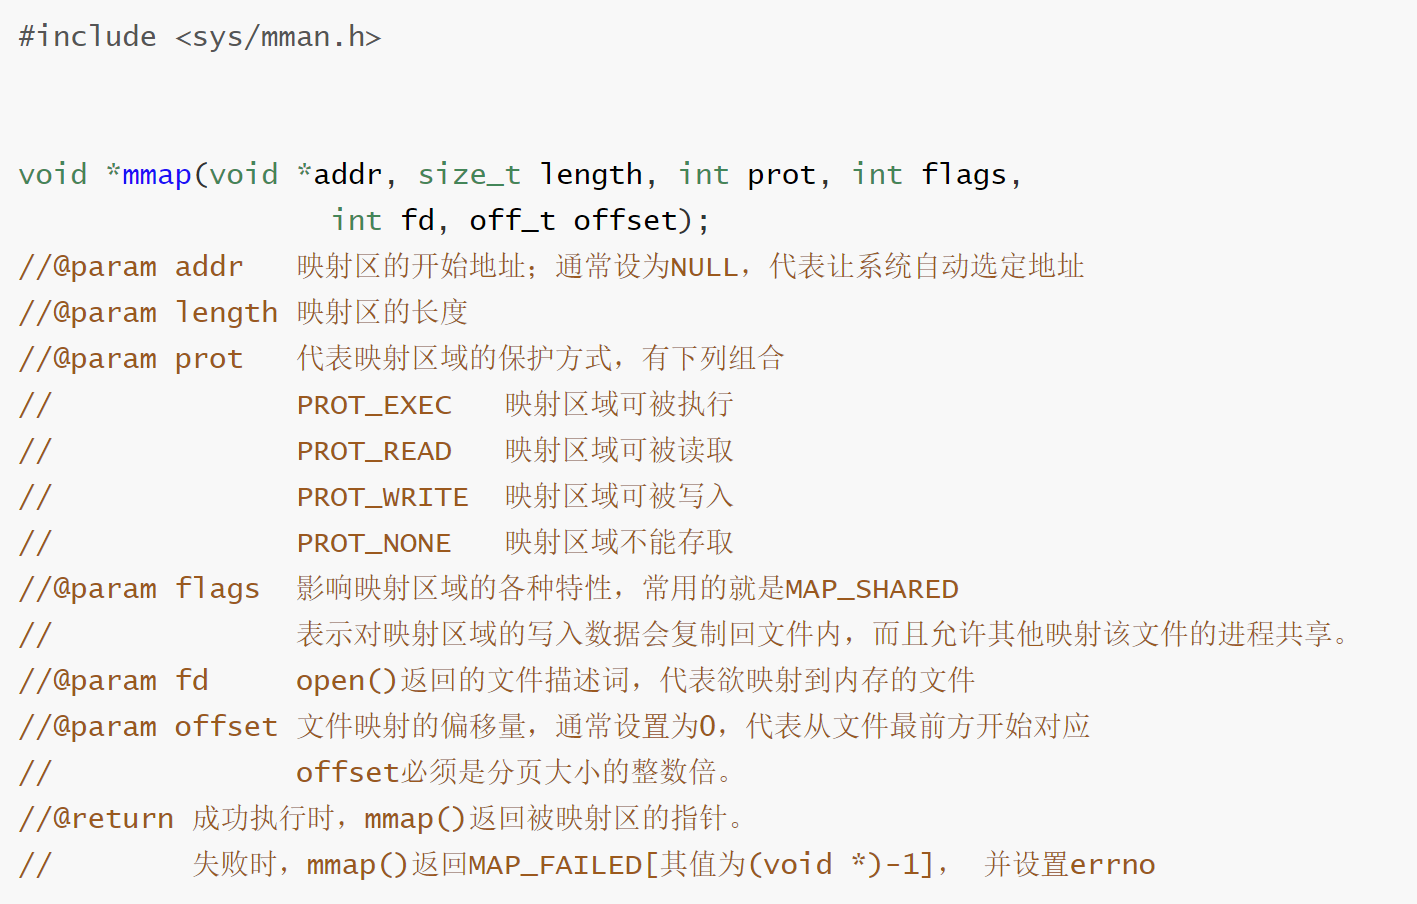 #include <sys/mman.h>
void *mmap(void *addr, size_t length, int prot, int flags,
int fd, off_t offset);
//@param addr 映射区的开始地址；通常设为NULL，代表让系统自动选定地址
//@param length 映射区的长度
//@param prot 代表映射区域的保护方式，有下列组合
// PROT_EXEC 映射区域可被执行
// PROT_READ 映射区域可被读取
// PROT_WRITE 映射区域可被写入
// PROT_NONE 映射区域不能存取
//@param flags 影响映射区域的各种特性，常用的就是MAP_SHARED
// 表示对映射区域的写入数据会复制回文件内，而且允许其他映射该文件的进程共享。
//@param fd open()返回的文件描述词，代表欲映射到内存的文件
//@param offset 文件映射的偏移量，通常设置为0，代表从文件最前方开始对应
// offset必须是分页大小的整数倍。
//@return 成功执行时，mmap()返回被映射区的指针。
// 失败时，mmap()返回MAP_FAILED[其值为(void *)-1]， 并设置errno